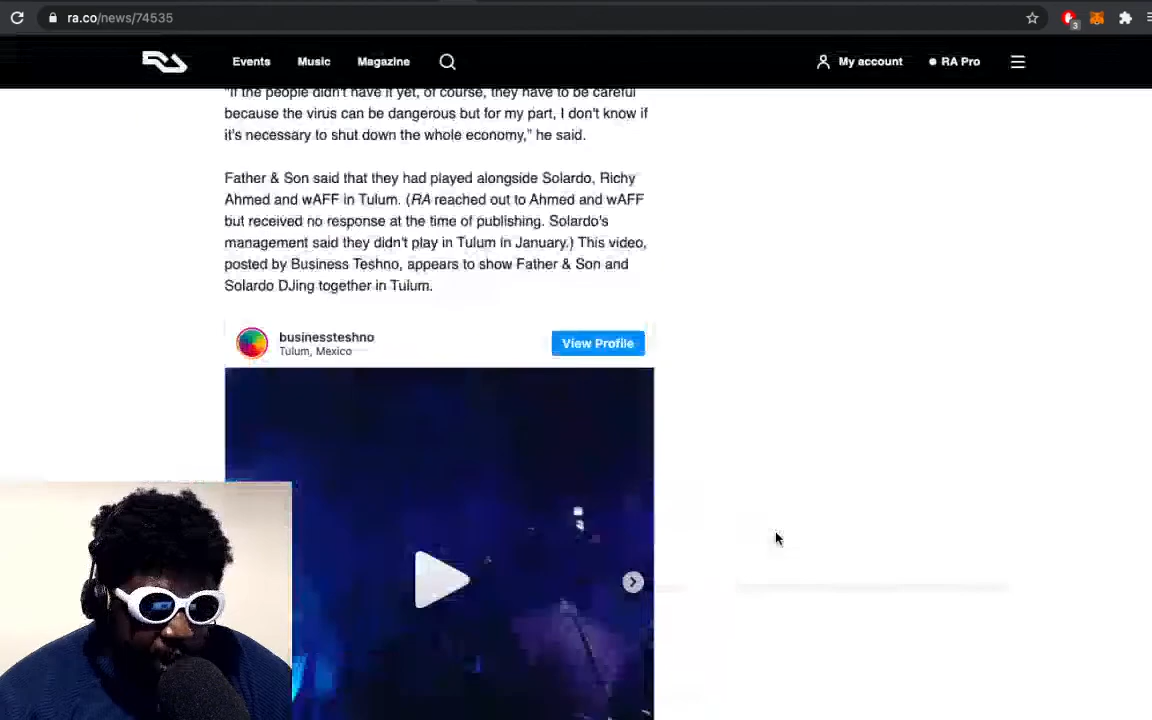 ra.co/news/74535
3
Events
Music
Magazine
My account
RA Pro
"If the people didn't have it yet, of course, they have to be careful
because the virus can be dangerous but for my part, I don't know if
it's necessary to shut down the whole economy," he said.
Father & Son said that they had played alongside Solardo, Richy
Ahmed and wAFF in Tulum. (RA reached out to Ahmed and wAFF
but received no response at the time of publishing. Solardo's
management said they didn't play in Tulum in January.) This video,
posted by Business Teshno, appears to show Father & Son and
Solardo DJing together in Tulum.
businessteshno
Tulum, Mexico
View Profile